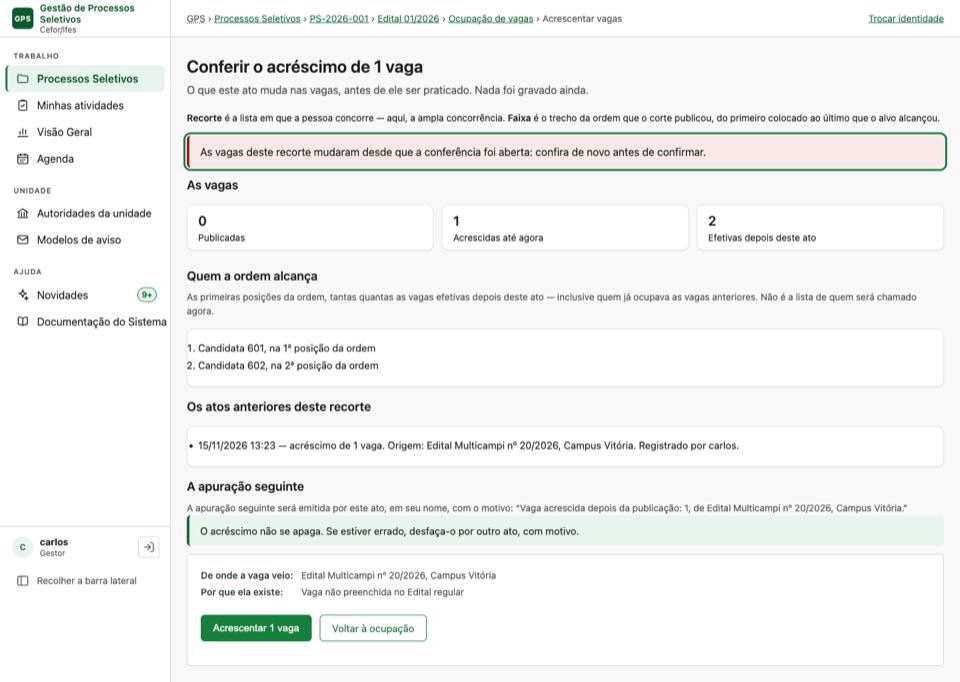 GPS
Gestão de Processos
Seletivos
Cefor/Ifes
GPS › Processos Seletivos › PS-2026-001 › Edital 01/2026 › Ocupação de vagas › Acrescentar vagas
Trocar identidade
TRABALHO
Processos Seletivos
Minhas atividades
Visão Geral
Agenda
UNIDADE
Autoridades da unidade
Modelos de aviso
AJUDA
Novidades
9+
Documentação do Sistema
C
carlos
Gestor
Recolher a barra lateral
Conferir o acréscimo de 1 vaga
O que este ato muda nas vagas, antes de ele ser praticado. Nada foi gravado ainda.
Recorte é a lista em que a pessoa concorre — aqui, a ampla concorrência. Faixa é o trecho da ordem que o corte publicou, do primeiro colocado ao último que o alvo alcançou.
As vagas deste recorte mudaram desde que a conferência foi aberta: confira de novo antes de confirmar.
As vagas
0
Publicadas
1
Acrescidas até agora
2
Efetivas depois deste ato
Quem a ordem alcança
As primeiras posições da ordem, tantas quantas as vagas efetivas depois deste ato — inclusive quem já ocupava as vagas anteriores. Não é a lista de quem será chamado
agora.
1. Candidata 601, na 1ª posição da ordem
2. Candidata 602, na 2ª posição da ordem
Os atos anteriores deste recorte
• 15/11/2026 13:23 — acréscimo de 1 vaga. Origem: Edital Multicampi nº 20/2026, Campus Vitória. Registrado por carlos.
A apuração seguinte
A apuração seguinte será emitida por este ato, em seu nome, com o motivo: "Vaga acrescida depois da publicação: 1, de Edital Multicampi nº 20/2026, Campus Vitória."
O acréscimo não se apaga. Se estiver errado, desfaça-o por outro ato, com motivo.
De onde a vaga veio: Edital Multicampi nº 20/2026, Campus Vitória
Por que ela existe: Vaga não preenchida no Edital regular
Acrescentar 1 vaga
Voltar à ocupação